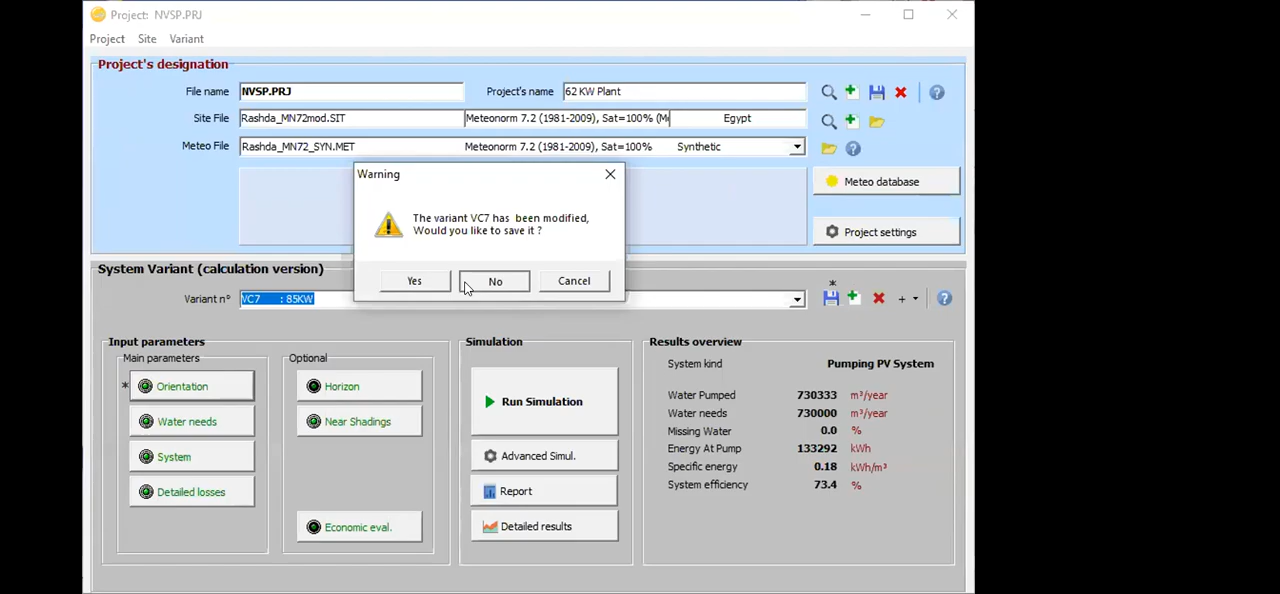 Project: NVSP.PRJ
Project Site Variant
Project's designation
File name NVSP.PRJ Project's name 62 KW Plant
Site File Rashda_MN72mod.SIT Meteonorm 7.2 (1981-2009), Sat=100% (M Egypt
Meteo File Rashda_MN72_SYN.MET Meteonorm 7.2 (1981-2009), Sat=100% Synthetic
Warning
Meteo database
The variant VC7 has been modified,
Would you like to save it ?
Project settings
Yes No Cancel
System Variant (calculation version)
*
Variant n° VC7 : 85KW +
Input parameters
Main parameters
* Orientation
Water needs
System
Detailed losses
Optional
Horizon
Near Shadings
Economic eval.
Simulation
Run Simulation
Advanced Simul.
Report
Detailed results
Results overview
System kind Pumping PV System
Water Pumped 730333 m³/year
Water needs 730000 m³/year
Missing Water 0.0 %
Energy At Pump 133292 kWh
Specific energy 0.18 kWh/m³
System efficiency 73.4 %